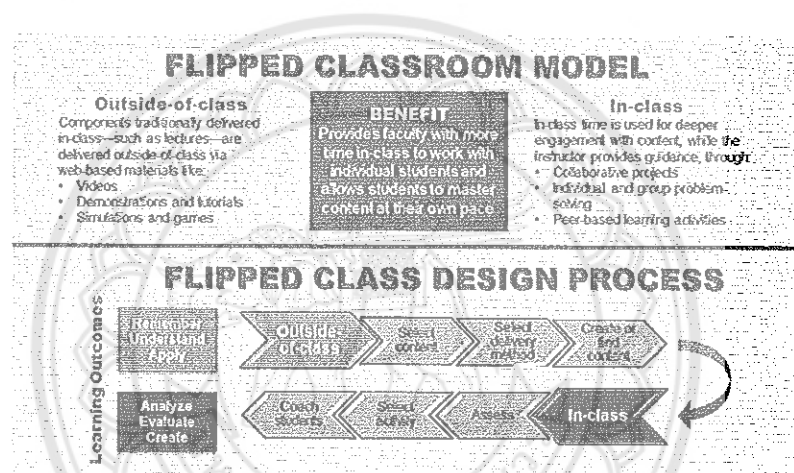 FLIPPED CLASSROOM MODEL
Outside-of-class
Components traditionally delivered
in-class—such as lectures—are
delivered outside-of-class via
web-based materials like:
• Videos
• Demonstrations and tutorials
• Simulations and games
BENEFIT
Provides faculty with more
time in-class to work with
individual students and
allows students to master
content at their own pace
In-class
In-class time is used for deeper
engagement with content, while the
instructor provides guidance, through
• Collaborative projects
• Individual and group problem-
solving
• Peer-based learning activities
FLIPPED CLASS DESIGN PROCESS
Learning Outcomes
Remember
Understand
Apply
Outside-
of-class
Select
content
Select
delivery
method
Create or
find
content
Analyze
Evaluate
Create
Coach
students
Select
activity
Assess
In-class